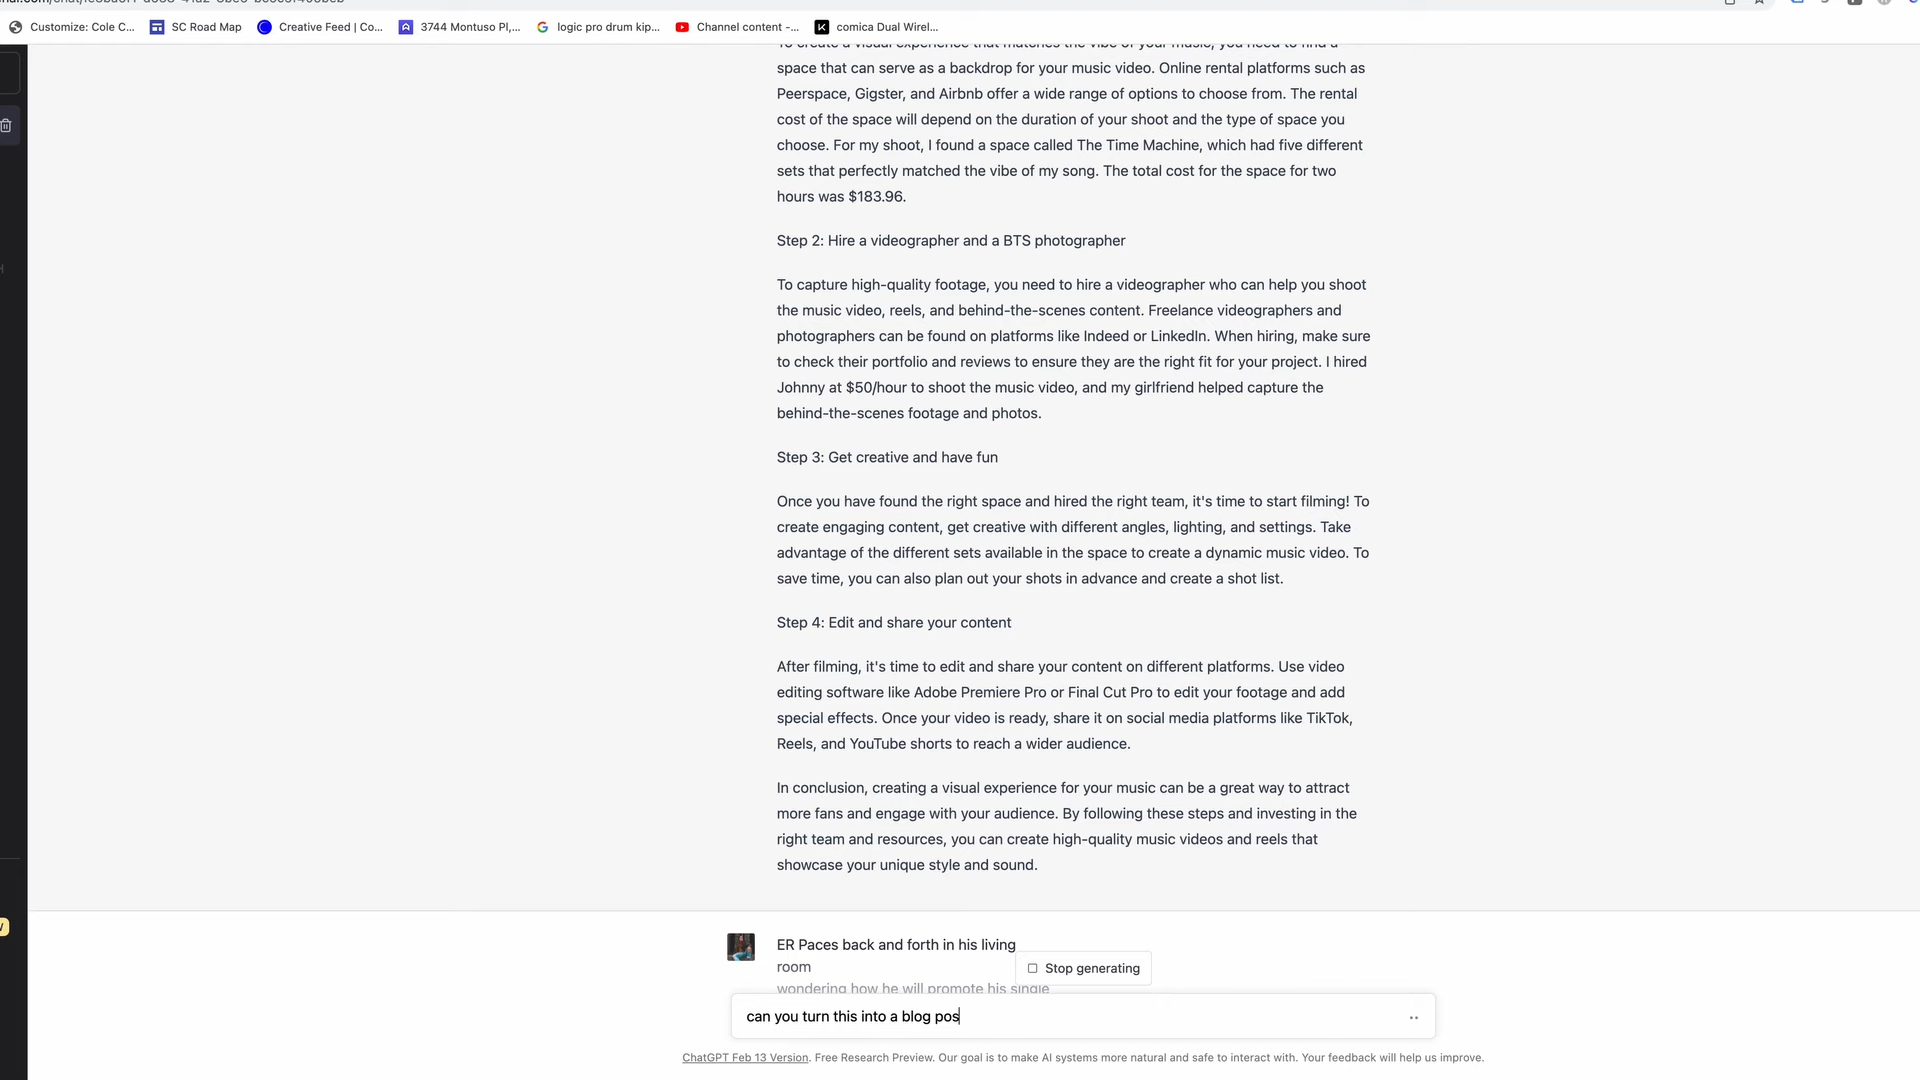 Customize: Cole C... SC Road Map Creative Feed | Co... 3744 Montuso Pl,... logic pro drum kip... Channel content -... comica Dual Wirel...
To create a visual experience that matches the vibe of your music, you need to find a
space that can serve as a backdrop for your music video. Online rental platforms such as
Peerspace, Gigster, and Airbnb offer a wide range of options to choose from. The rental
cost of the space will depend on the duration of your shoot and the type of space you
choose. For my shoot, I found a space called The Time Machine, which had five different
sets that perfectly matched the vibe of my song. The total cost for the space for two
hours was $183.96.
Step 2: Hire a videographer and a BTS photographer
To capture high-quality footage, you need to hire a videographer who can help you shoot
the music video, reels, and behind-the-scenes content. Freelance videographers and
photographers can be found on platforms like Indeed or LinkedIn. When hiring, make sure
to check their portfolio and reviews to ensure they are the right fit for your project. I hired
Johnny at $50/hour to shoot the music video, and my girlfriend helped capture the
behind-the-scenes footage and photos.
Step 3: Get creative and have fun
Once you have found the right space and hired the right team, it's time to start filming! To
create engaging content, get creative with different angles, lighting, and settings. Take
advantage of the different sets available in the space to create a dynamic music video. To
save time, you can also plan out your shots in advance and create a shot list.
Step 4: Edit and share your content
After filming, it's time to edit and share your content on different platforms. Use video
editing software like Adobe Premiere Pro or Final Cut Pro to edit your footage and add
special effects. Once your video is ready, share it on social media platforms like TikTok,
Reels, and YouTube shorts to reach a wider audience.
In conclusion, creating a visual experience for your music can be a great way to attract
more fans and engage with your audience. By following these steps and investing in the
right team and resources, you can create high-quality music videos and reels that
showcase your unique style and sound.
ER Paces back and forth in his living
room
Stop generating
wondering how he will promote his single
can you turn this into a blog pos
ChatGPT Feb 13 Version. Free Research Preview. Our goal is to make AI systems more natural and safe to interact with. Your feedback will help us improve.